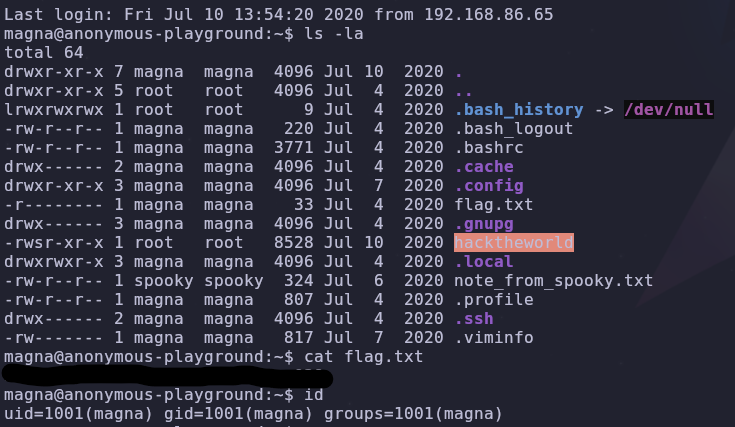 Last login: Fri Jul 10 13:54:20 2020 from 192.168.86.65
magna@anonymous-playground:~$ ls -la
total 64
drwxr-xr-x 7 magna  magna  4096 Jul 10  2020 .
drwxr-xr-x 5 root   root   4096 Jul  4  2020 ..
lrwxrwxrwx 1 root   root      9 Jul  4  2020 .bash_history -> /dev/null
-rw-r--r-- 1 magna  magna   220 Jul  4  2020 .bash_logout
-rw-r--r-- 1 magna  magna  3771 Jul  4  2020 .bashrc
drwx------ 2 magna  magna  4096 Jul  4  2020 .cache
drwxr-xr-x 3 magna  magna  4096 Jul  7  2020 .config
-r-------- 1 magna  magna    33 Jul  4  2020 flag.txt
drwx------ 3 magna  magna  4096 Jul  4  2020 .gnupg
-rwsr-xr-x 1 root   root   8528 Jul 10  2020 hacktheworld
drwxrwxr-x 3 magna  magna  4096 Jul  4  2020 .local
-rw-r--r-- 1 spooky spooky  324 Jul  6  2020 note_from_spooky.txt
-rw-r--r-- 1 magna  magna   807 Jul  4  2020 .profile
drwx------ 2 magna  magna  4096 Jul  4  2020 .ssh
-rw------- 1 magna  magna   817 Jul  7  2020 .viminfo
magna@anonymous-playground:~$ cat flag.txt
magna@anonymous-playground:~$ id
uid=1001(magna) gid=1001(magna) groups=1001(magna)